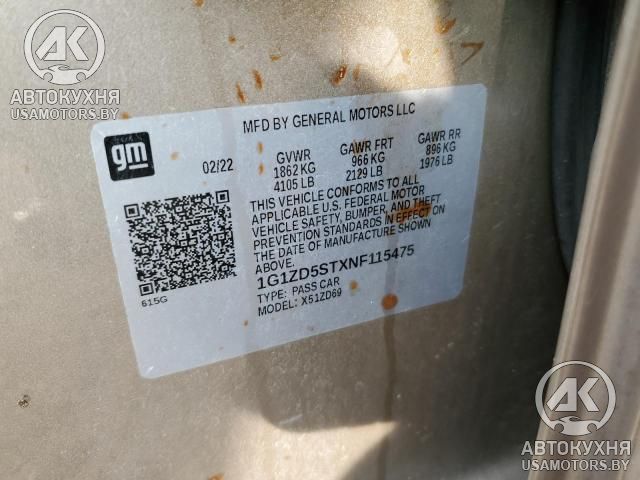 AK
АВТОКУХНЯ
USAMOTORS.BY
MFD BY GENERAL MOTORS LLC
gm
02/22
GVWR
1862 KG
4105 LB
GAWR FRT
966 KG
2129 LB
GAWR RR
896 KG
1976 LB
THIS VEHICLE CONFORMS TO ALL
APPLICABLE U.S. FEDERAL MOTOR
VEHICLE SAFETY, BUMPER, AND THEFT
PREVENTION STANDARDS IN EFFECT ON
THE DATE OF MANUFACTURE SHOWN
ABOVE.
1G1ZD5STXNF115475
TYPE: PASS CAR
MODEL: X51ZD69
615G
AK
АВТОКУХНЯ
USAMOTORS.BY